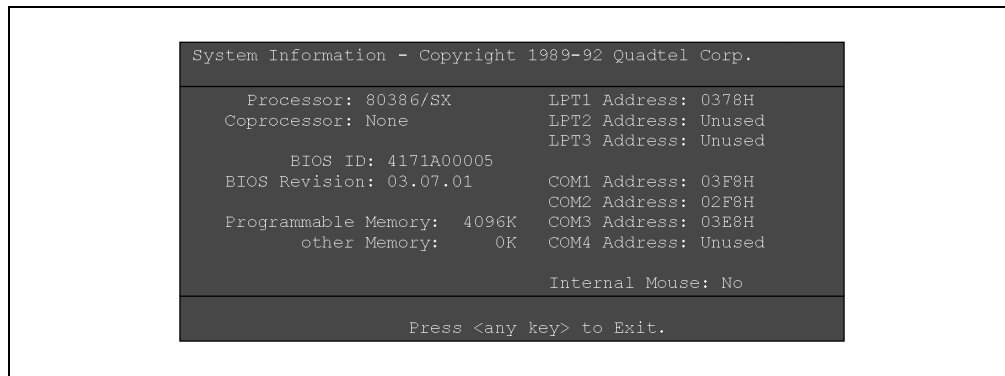 System Information - Copyright 1989-92 Quadtel Corp.
Processor: 80386/SX LPT1 Address: 0378H
Coprocessor: None LPT2 Address: Unused
LPT3 Address: Unused
BIOS ID: 4171A00005
BIOS Revision: 03.07.01 COM1 Address: 03F8H
COM2 Address: 02F8H
Programmable Memory: 4096K COM3 Address: 03E8H
other Memory: 0K COM4 Address: Unused
Internal Mouse: No
Press <any key> to Exit.